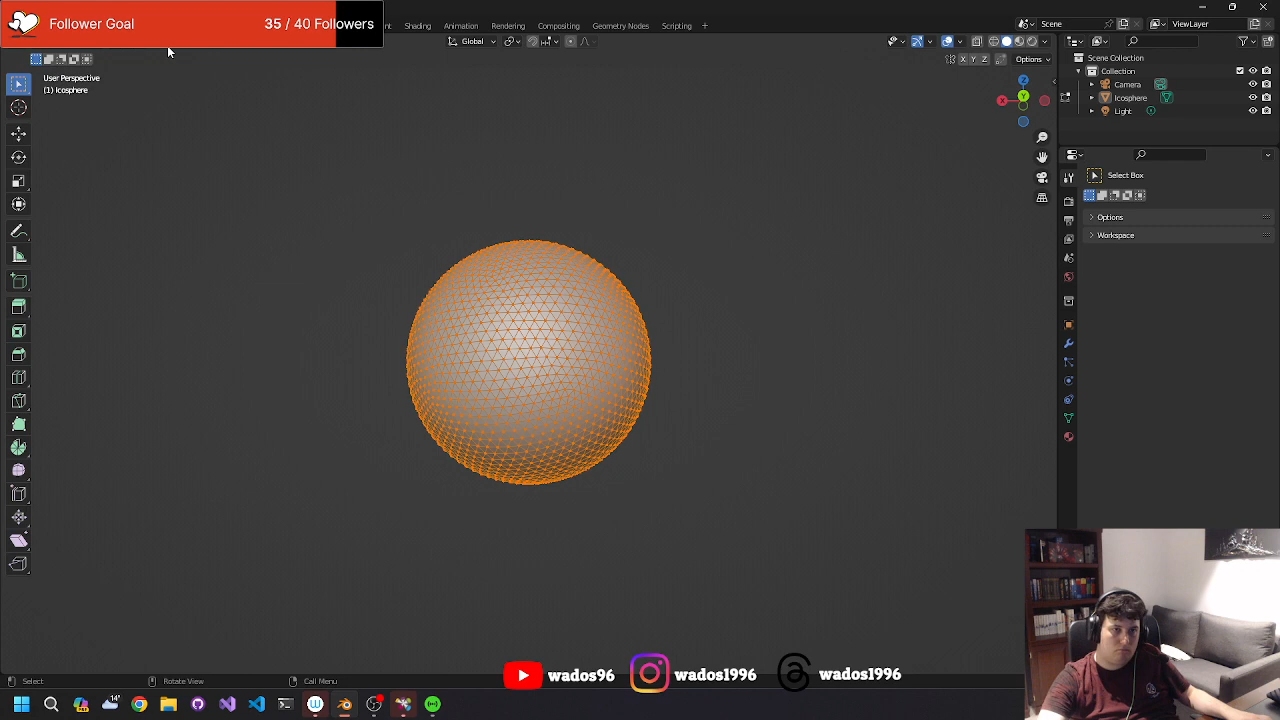 Follower Goal 35 / 40 Followers
Shading Animation Rendering Compositing Geometry Nodes Scripting +
Scene ViewLayer
Global
X Y Z Options
User Perspective
(1) Icosphere
Z
Y
X
Scene Collection
Collection
Camera
Icosphere
Light
Select Box
Options
Workspace
Select Rotate View Call Menu
wados96 wados1996 wados1996
14°